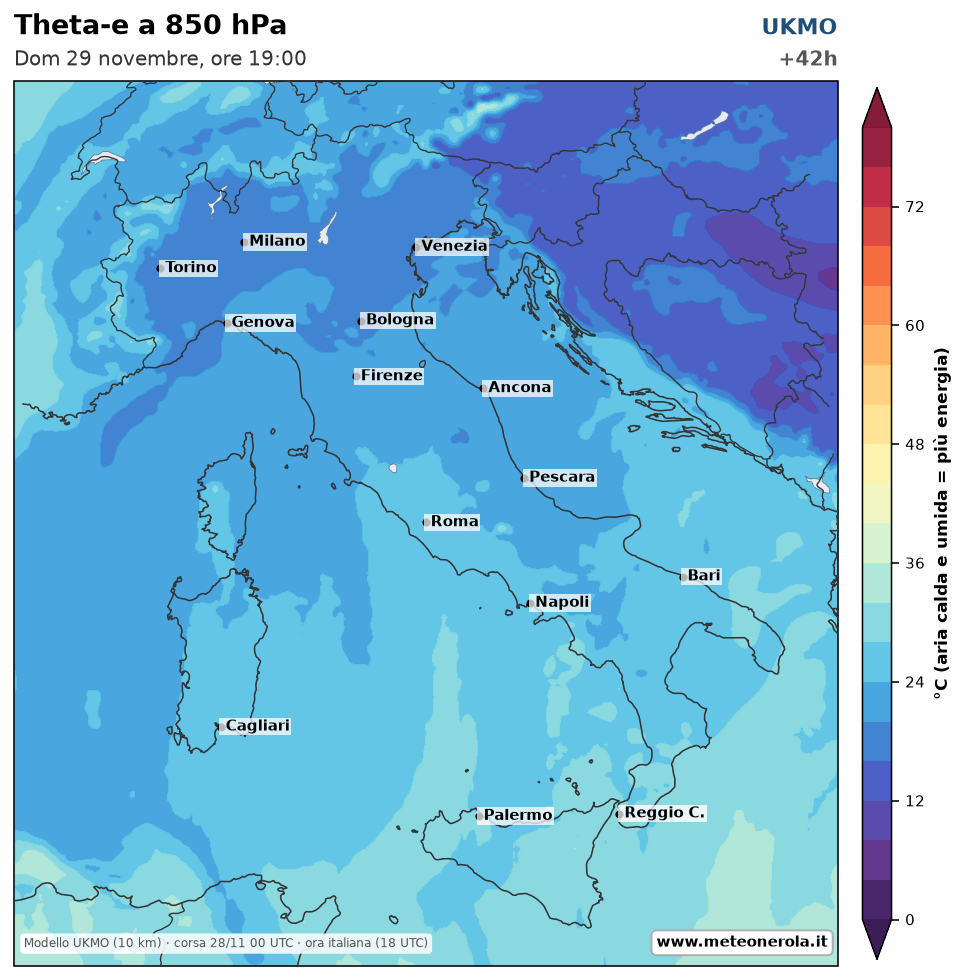 Theta-e a 850 hPa
UKMO
Dom 29 novembre, ore 19:00
+42h
Milano
Venezia
Torino
Genova
Bologna
Firenze
Ancona
Pescara
Roma
Bari
Napoli
Cagliari
Palermo
Reggio C.
72
60
48
36
24
12
0
°C (aria calda e umida = più energia)
Modello UKMO (10 km) · corsa 28/11 00 UTC · ora italiana (18 UTC)
www.meteonerola.it